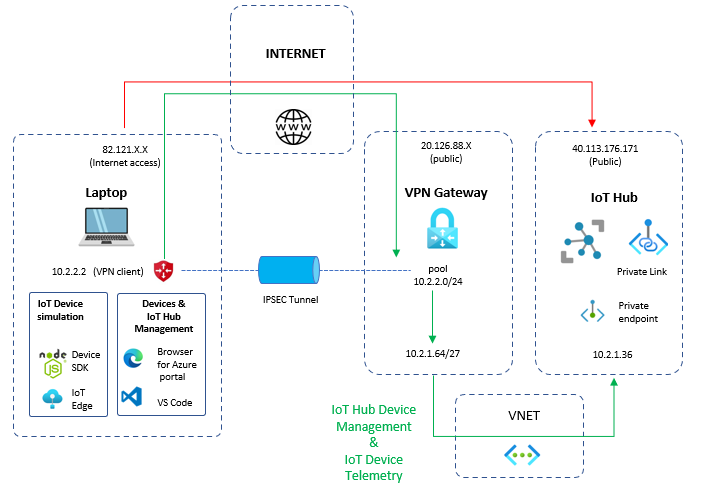 INTERNET
WWW
82.121.X.X
(Internet access)
Laptop
10.2.2.2 (VPN client)
IoT Device
simulation
node
JS
Device
SDK
IoT
Edge
Devices &
IoT Hub
Management
Browser
for Azure
portal
VS Code
IPSEC Tunnel
20.126.88.X
(public)
VPN Gateway
pool
10.2.2.0/24
10.2.1.64/27
40.113.176.171
(Public)
IoT Hub
Private Link
Private
endpoint
10.2.1.36
IoT Hub Device
Management
&
IoT Device
Telemetry
VNET